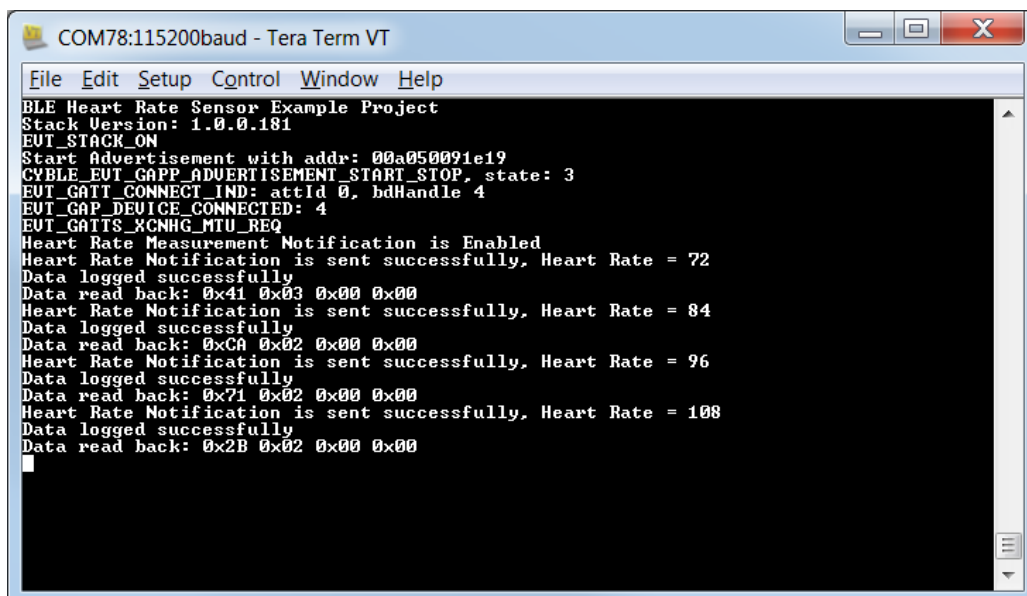 COM78:115200baud - Tera Term VT
File Edit Setup Control Window Help
BLE Heart Rate Sensor Example Project
Stack Version: 1.0.0.181
EVT_STACK_ON
Start Advertisement with addr: 00a050091e19
CYBLE_EVT_GAPP_ADVERTISEMENT_START_STOP, state: 3
EVT_GATT_CONNECT_IND: attId 0, bdHandle 4
EVT_GAP_DEVICE_CONNECTED: 4
EVT_GATTS_XCNHG_MTU_REQ
Heart Rate Measurement Notification is Enabled
Heart Rate Notification is sent successfully, Heart Rate = 72
Data logged successfully
Data read back: 0x41 0x03 0x00 0x00
Heart Rate Notification is sent successfully, Heart Rate = 84
Data logged successfully
Data read back: 0xCA 0x02 0x00 0x00
Heart Rate Notification is sent successfully, Heart Rate = 96
Data logged successfully
Data read back: 0x71 0x02 0x00 0x00
Heart Rate Notification is sent successfully, Heart Rate = 108
Data logged successfully
Data read back: 0x2B 0x02 0x00 0x00